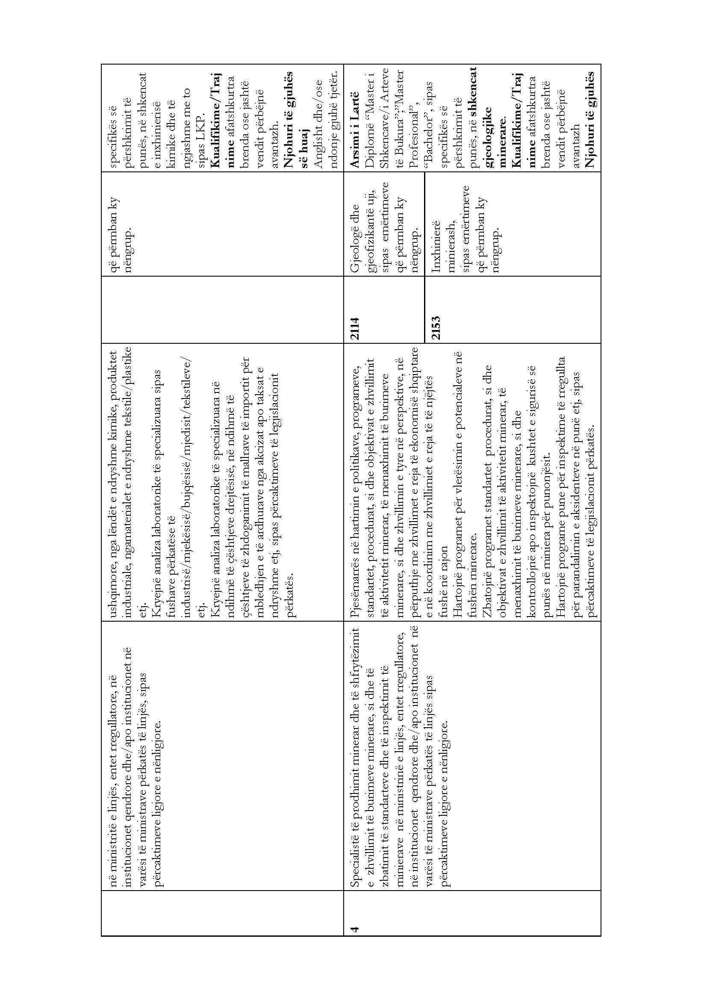 në ministritë e linjës, entet rregullatore, në
institucionet qendrore dhe/apo institucionet në
varësi të ministrave përkatës të linjës, sipas
përcaktimeve ligjore e nënligjore.
ushqimore, nga lëndët e ndryshme kimike, produktet
industriale, ngamaterialet e ndryshme tekstile/plastike
etj.
Kryejnë analiza laboratorike të specializuara sipas
fushave përkatëse të
industrisë/mjekësisë/bujqësisë/mjedisit/tekstileve/
etj.
Kryejnë analiza laboratorike të specializuara në
ndihmë të çështjeve drejtësisë, në ndihmë të
çështjeve të zhdoganimit të mallrave të importit për
mbledhjen e të ardhurave nga akcizat apo taksat e
ndryshme etj, sipas përcaktimeve të legjislacionit
përkatës.
që përmban ky
nëngrup.
specifikës së
përshkrimit të
punës, në shkencat
e inxhinierisë
kimike dhe të
ngjashme me to
sipas LKP.
Kualifikime/Traj
nime afatshkurtra
brenda ose jashtë
vendit përbëjnë
avantazh.
Njohuri të gjuhës
së huaj
Anglisht dhe/ose
ndonje gjuhë tjetër.
4
Specialistë të prodhimit minerar dhe të shfrytëzimit
e zhvillimit të burimeve minerare, si dhe të
zbatimit të standarteve dhe të inspektimit të
minierave në ministrinë e linjës, entet rregullatore,
në institucionet qendrore dhe/apo institucionet në
varësi të ministrave përkatës të linjës sipas
përcaktimeve ligjore e nënligjore.
Pjesëmarrës në hartimin e politikave, programeve,
standartet, procedurat, si dhe objektivat e zhvillimit
të aktivitetit minerar, të menaxhimit të burimeve
minerare, si dhe zhvillimin e tyre në perspektive, në
përputhje me zhvillimet e reja të ekonomisë shqiptare
e në koordinim me zhvillimiet e reja të të njëjtës
fushë në rajon
Hartojnë programet për vlerësimin e potencialeve në
fushën minerare.
Zbatojnë programet standartet procedurat, si dhe
objektivat e zhvillimit të aktivitetit minerar, të
menaxhimit të burimeve minerare, si dhe
kontrollojnë apo inspektojnë kushtet e sigurisë së
punës në miniera për punonjësit.
Hartojnë programe pune për inspektime të rregullta
për parandalimin e aksidenteve në punë etj, sipas
përcaktimeve të legjislacionit përkatës.
2114
Gjeologë dhe
gjeofizikantë uji,
sipas emërtimeve
që përmban ky
nëngrup.
2153
Inxhinierë
minierash,
sipas emërtimeve
që përmban ky
nëngrup.
Arsimi i Lartë
Diplomë “Master i
Shkencave/i Arteve
të Bukura”;”Master
Profesional”,
“Bachelor”, sipas
specifikës së
përshkrimit të
punës, në shkencat
gjeologjike
minerare.
Kualifikime/Traj
nime afatshkurtra
brenda ose jashtë
vendit përbëjnë
avantazh
Njohuri të gjuhës